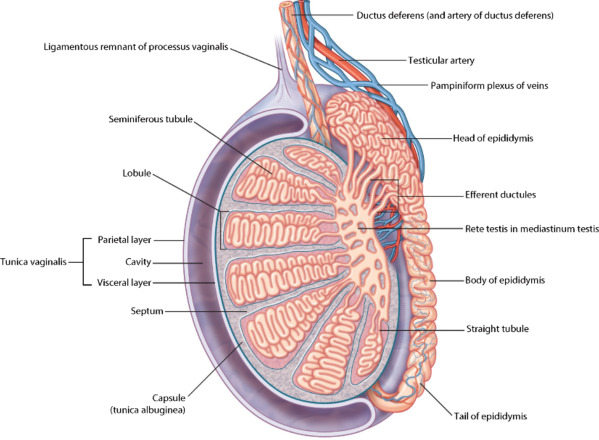 Ductus deferens (and artery of ductus deferens)
Ligamentous remnant of processus vaginalis
Testicular artery
Pampiniform plexus of veins
Seminiferous tubule
Head of epididymis
Lobule
Efferent ductules
Rete testis in mediastinum testis
Parietal layer
Tunica vaginalis
Cavity
Visceral layer
Body of epididymis
Septum
Straight tubule
Capsule
(tunica albuginea)
Tail of epididymis